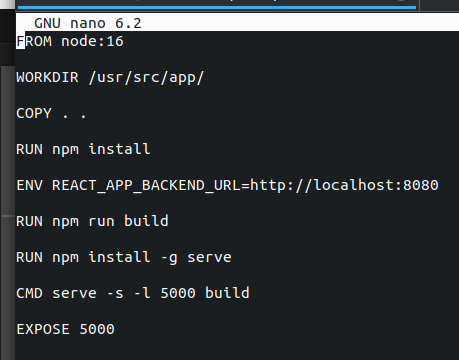 GNU nano 6.2
FROM node:16
WORKDIR /usr/src/app/
COPY . .
RUN npm install
ENV REACT_APP_BACKEND_URL=http://localhost:8080
RUN npm run build
RUN npm install -g serve
CMD serve -s -l 5000 build
EXPOSE 5000